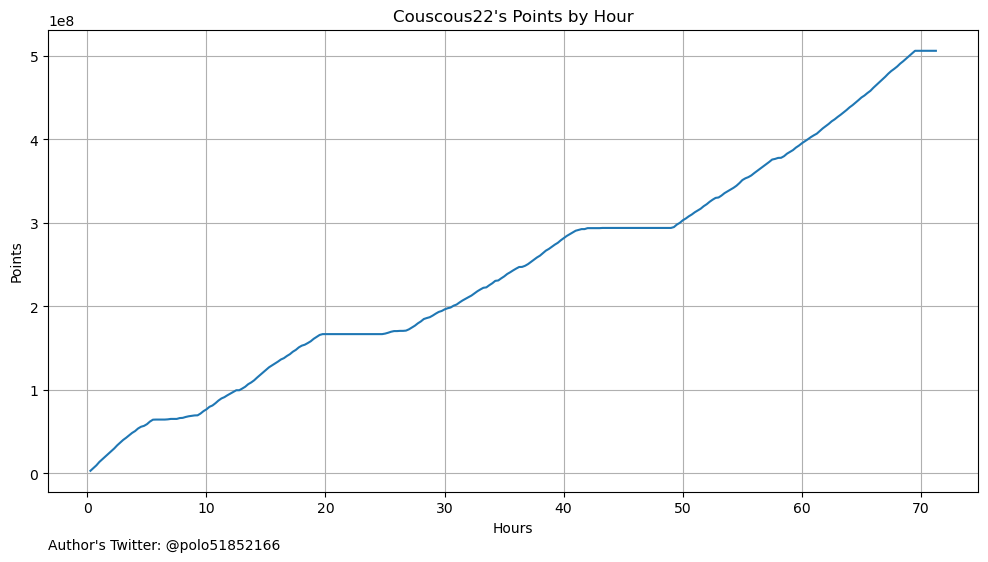 Couscous22's Points by Hour
1e8
5
4
3
2
1
0
Points
0 10 20 30 40 50 60 70
Hours
Author's Twitter: @polo51852166